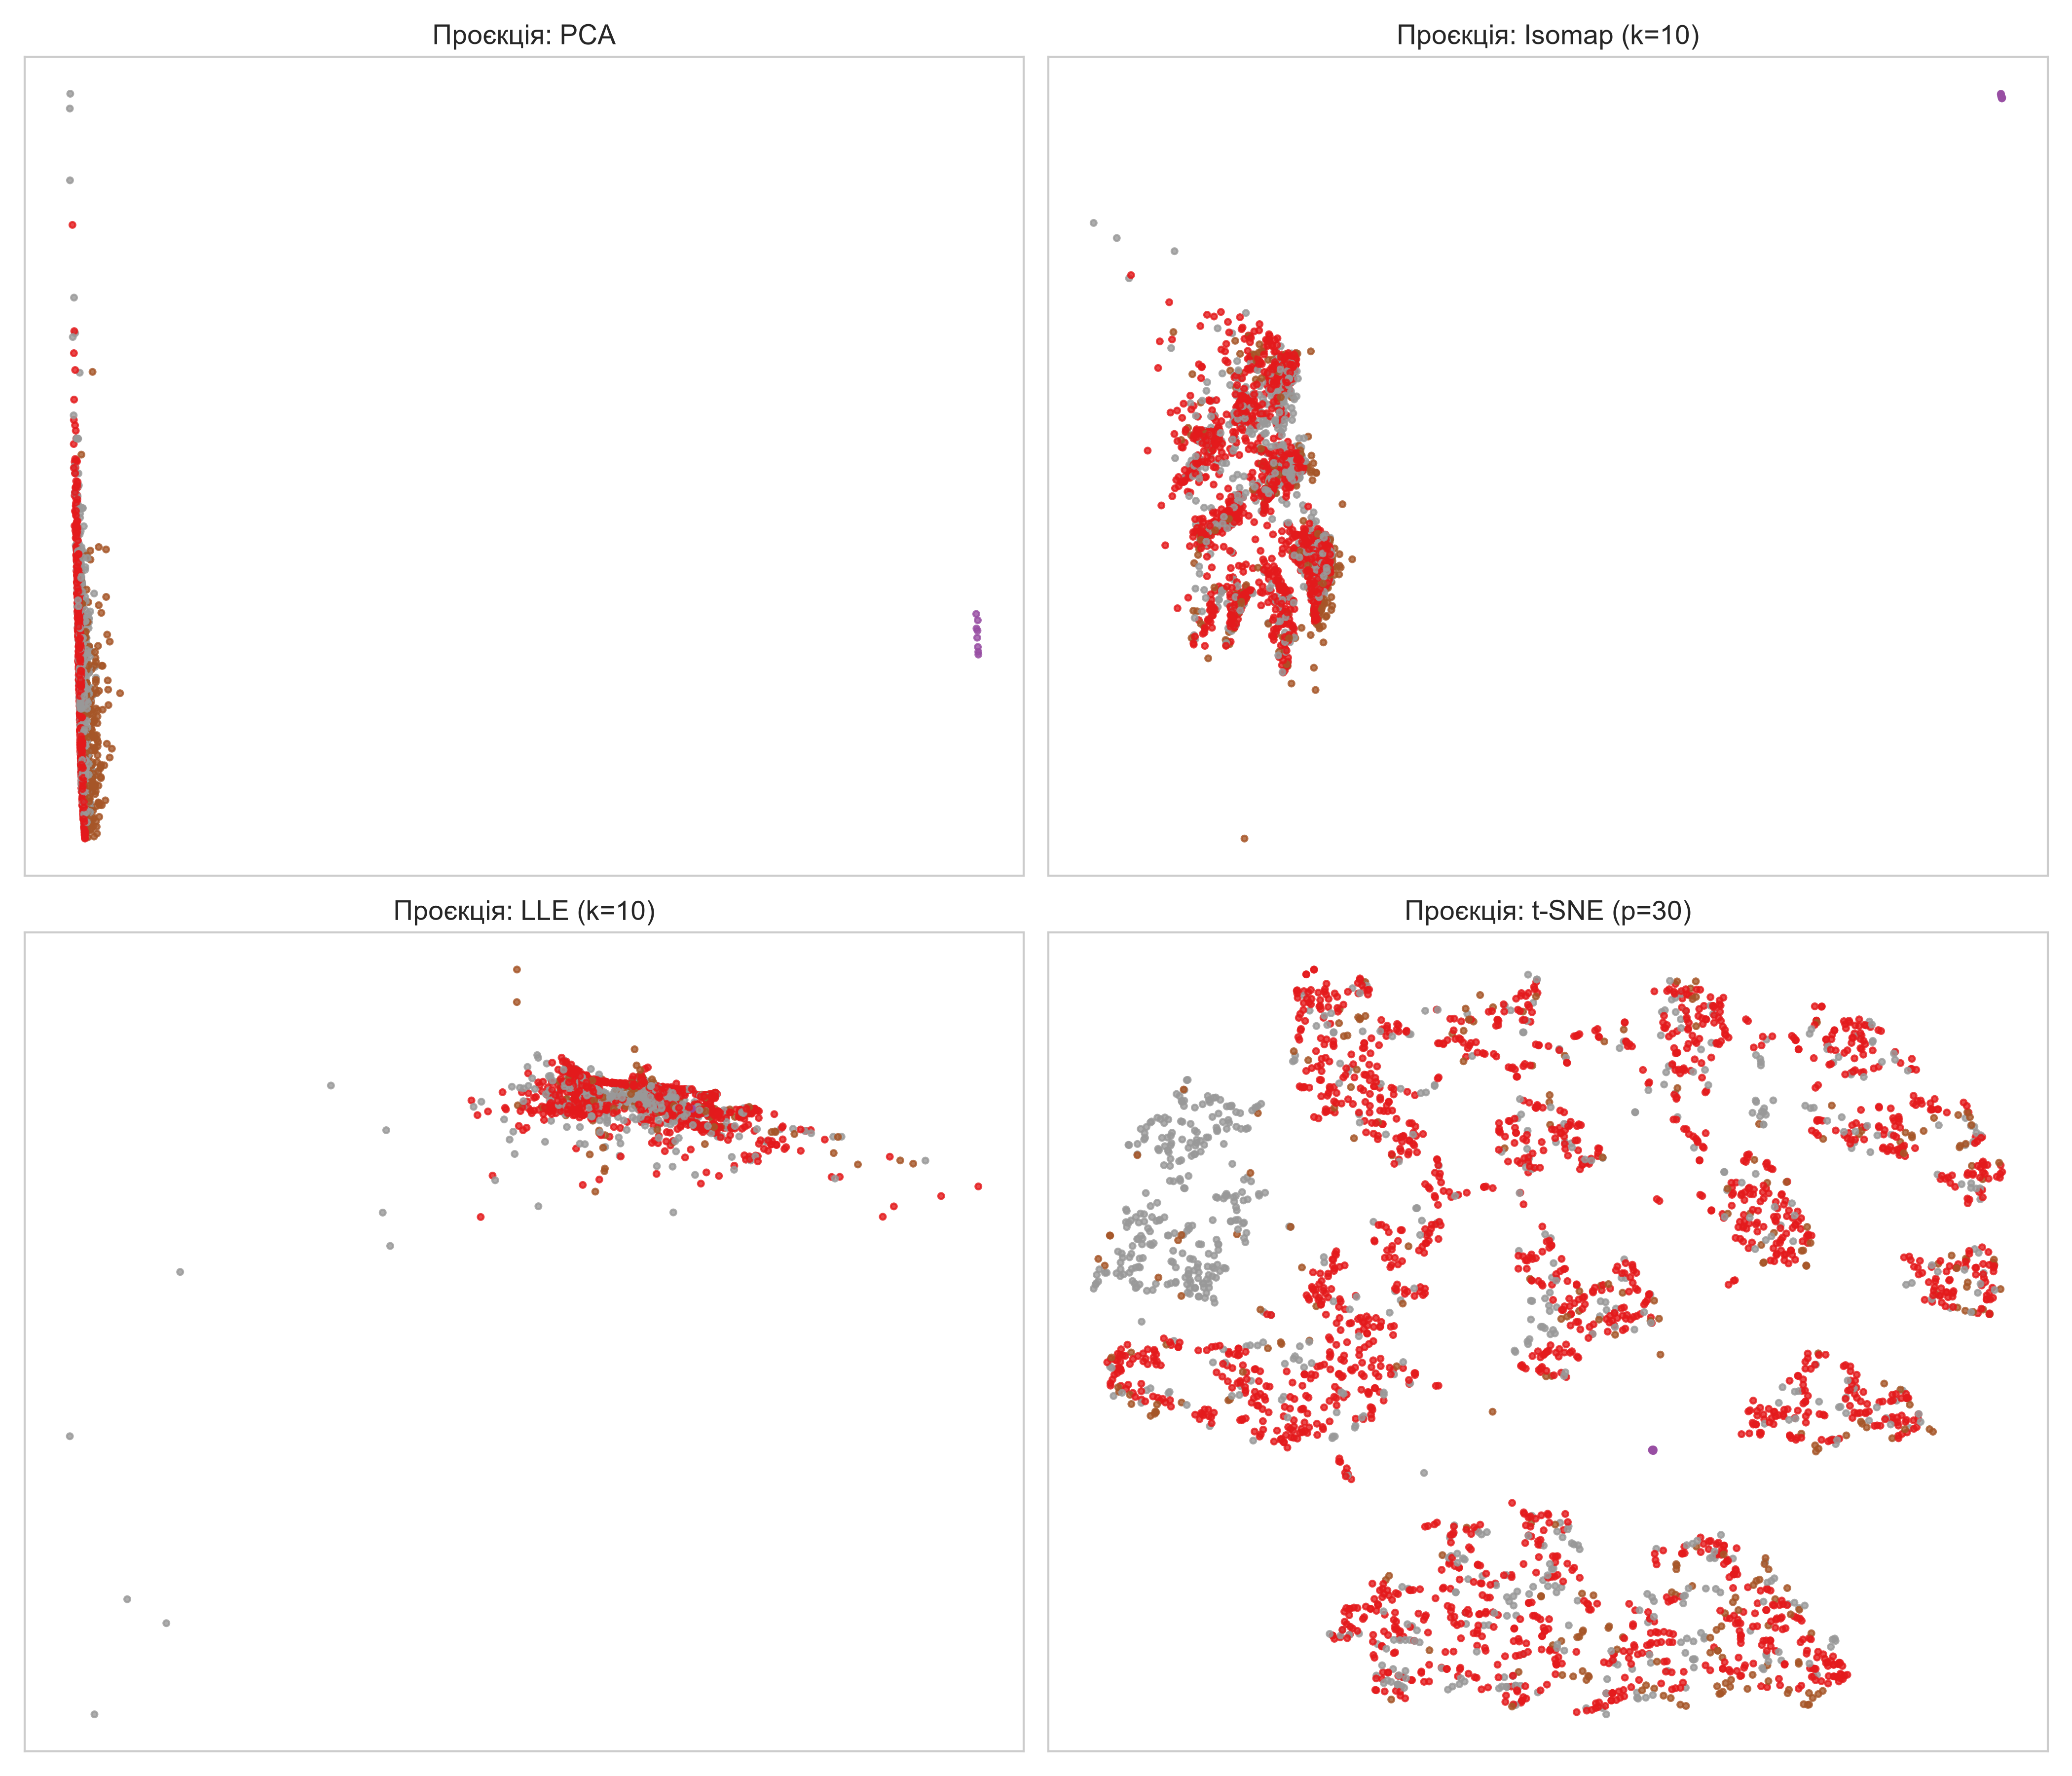 Проєкція: PCA
Проєкція: Isomap (k=10)
Проєкція: LLE (k=10)
Проєкція: t-SNE (p=30)